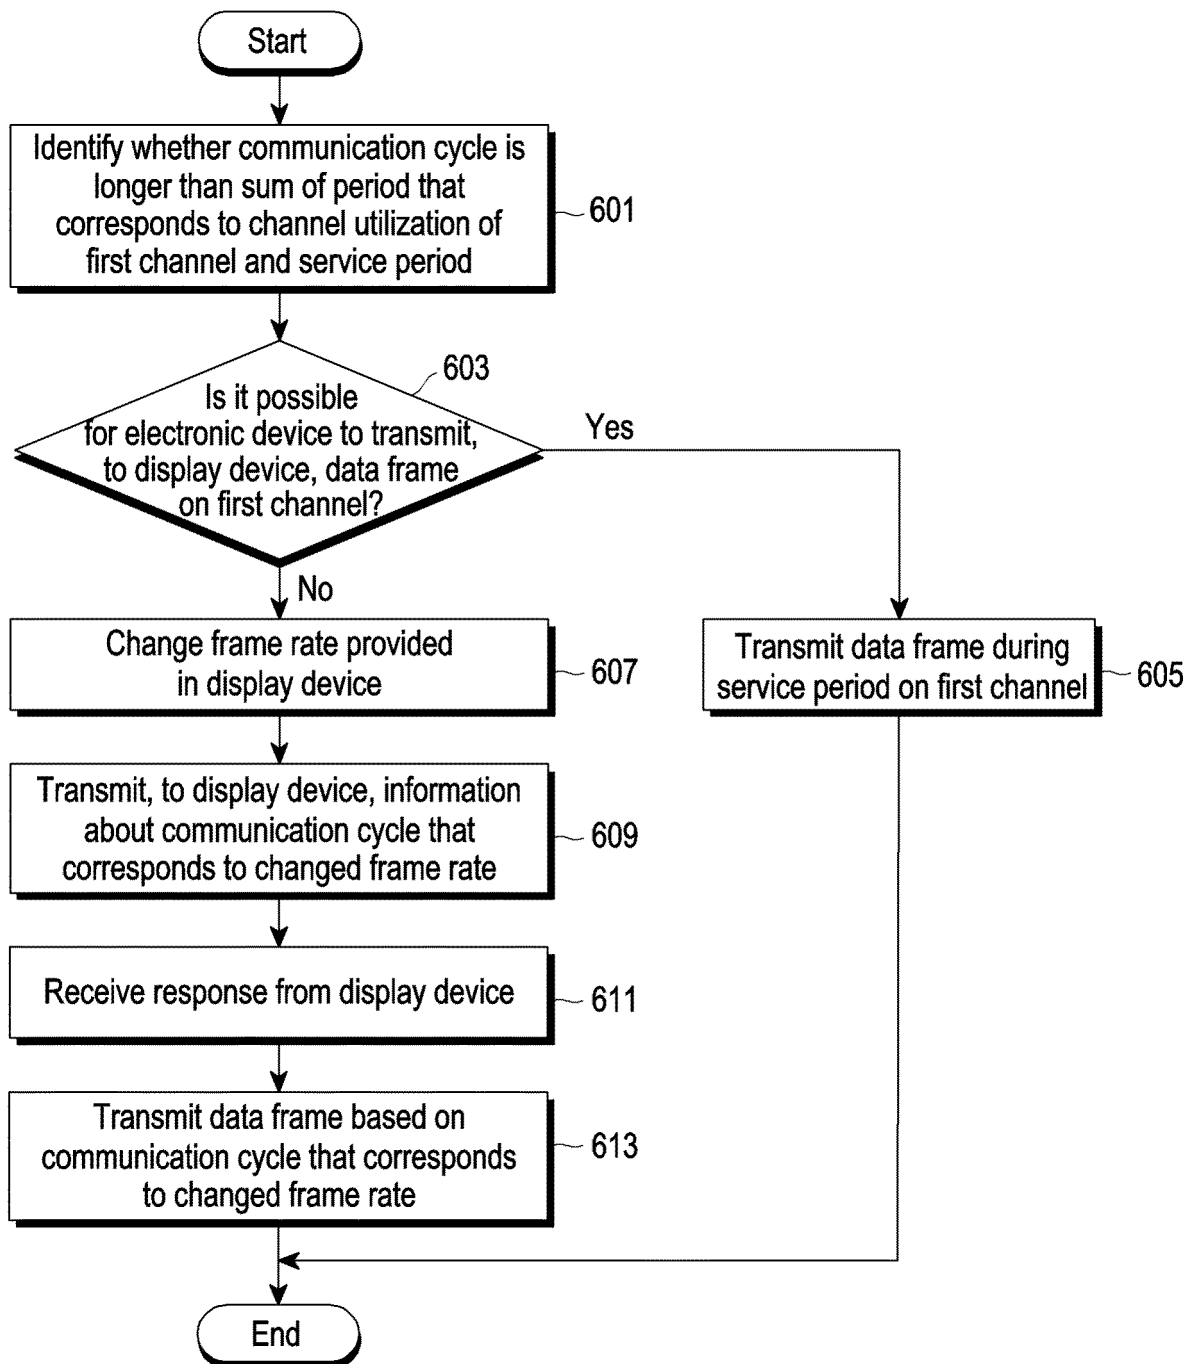 Start
Identify whether communication cycle is
longer than sum of period that
corresponds to channel utilization of
first channel and service period
601
603
Is it possible
for electronic device to transmit,
to display device, data frame
on first channel?
Yes
No
Change frame rate provided
in display device
607
Transmit data frame during
service period on first channel
605
Transmit, to display device, information
about communication cycle that
corresponds to changed frame rate
609
Receive response from display device
611
Transmit data frame based on
communication cycle that corresponds
to changed frame rate
613
End